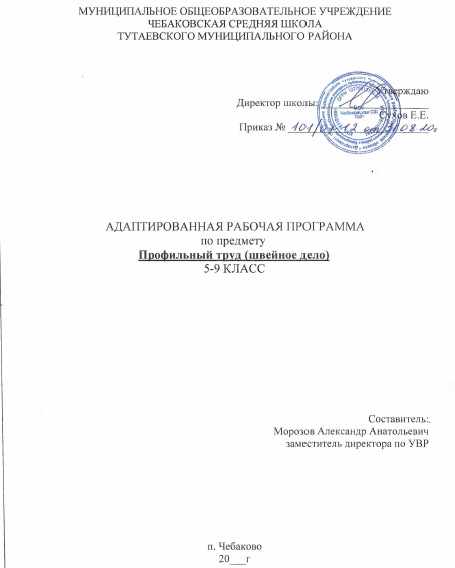 МУНИЦИПАЛЬНОЕ ОБЩЕОБРАЗОВАТЕЛЬНОЕ УЧРЕЖДЕНИЕ
ЧЕБАКОВСКАЯ СРЕДНЯЯ ШКОЛА
ТУТАЕВСКОГО МУНИЦИПАЛЬНОГО РАЙОНА
Утверждаю
Директор школы:
Сухов Е.Е.
Приказ №
АДАПТИРОВАННАЯ РАБОЧАЯ ПРОГРАММА
по предмету
Профильный труд (швейное дело)
5-9 КЛАСС
Составитель:
Морозов Александр Анатольевич
заместитель директора по УВР
п. Чебаково
20___г